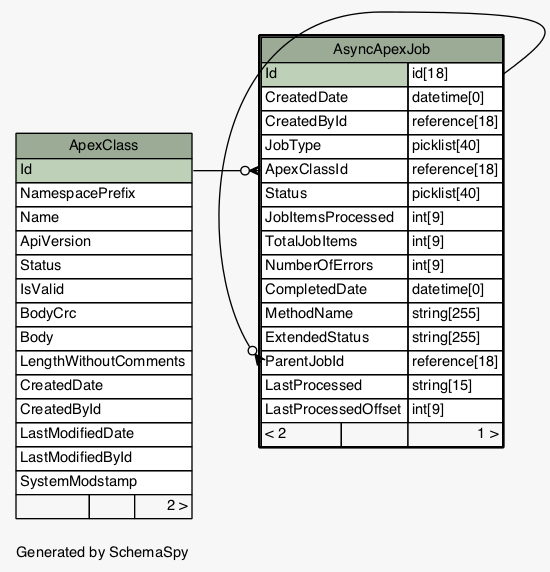 AsyncApexJob
Id id[18]
CreatedDate datetime[0]
CreatedById reference[18]
JobType picklist[40]
ApexClassId reference[18]
Status picklist[40]
JobItemsProcessed int[9]
TotalJobItems int[9]
NumberOfErrors int[9]
CompletedDate datetime[0]
MethodName string[255]
ExtendedStatus string[255]
ParentJobId reference[18]
LastProcessed string[15]
LastProcessedOffset int[9]
< 2 1 >
ApexClass
Id
NamespacePrefix
Name
ApiVersion
Status
IsValid
BodyCrc
Body
LengthWithoutComments
CreatedDate
CreatedById
LastModifiedDate
LastModifiedById
SystemModstamp
2 >
Generated by SchemaSpy